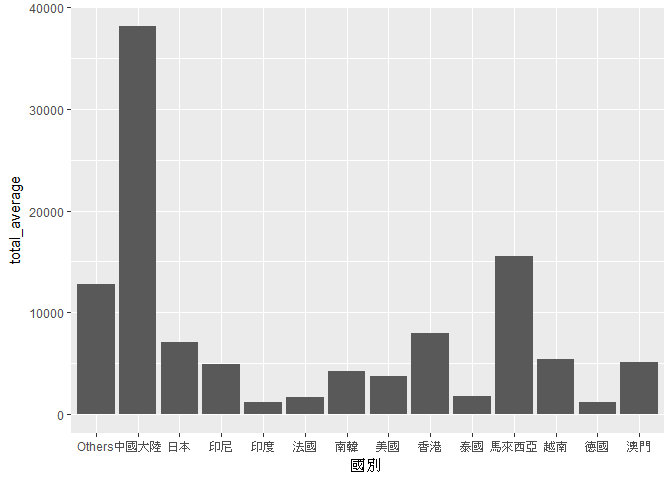 40000
30000
20000
10000
0
total_average
Others 中國大陸 日本 印尼 印度 法國 南韓 美國 香港 泰國 馬來西亞 越南 德國 澳門
國別